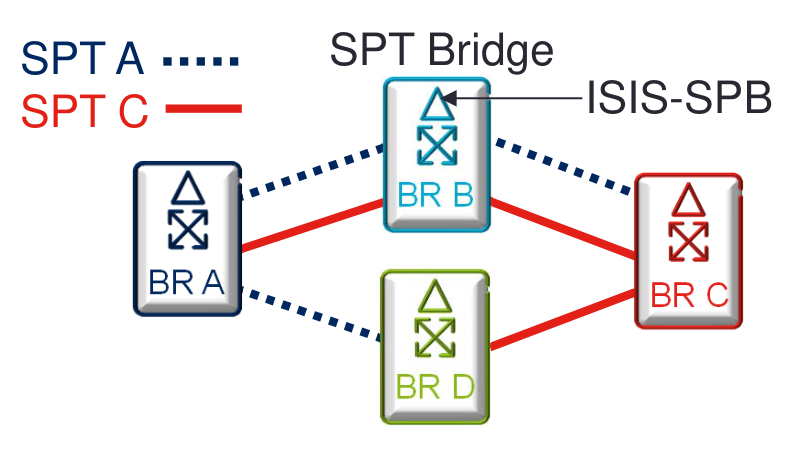 SPT Bridge
SPT A
SPT C
ISIS-SPB
BR B
BR A
BR C
BR D